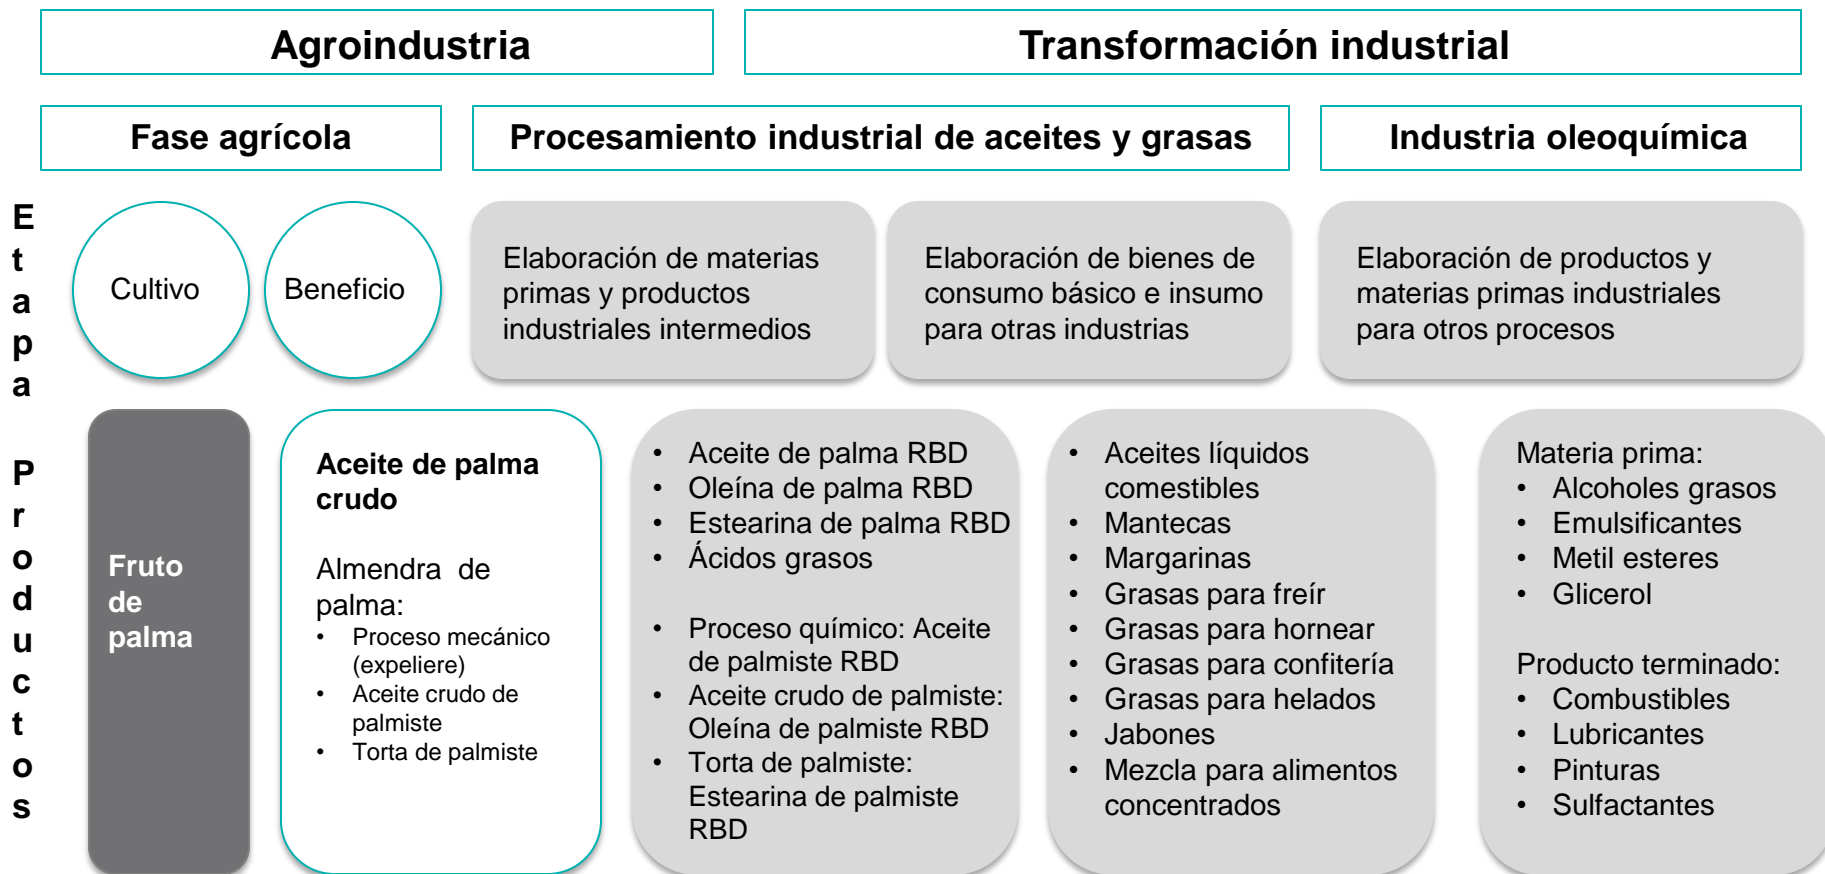 Agroindustria
Transformación industrial
Fase agrícola
Procesamiento industrial de aceites y grasas
Industria oleoquímica
Etapa
Cultivo
Beneficio
Elaboración de materias
primas y productos
industriales intermedios
Elaboración de bienes de
consumo básico e insumo
para otras industrias
Elaboración de productos y
materias primas industriales
para otros procesos
Productos
Fruto
de
palma
Aceite de palma
crudo
Almendra de
palma:
• Proceso mecánico
(expeliere)
• Aceite crudo de
palmiste
• Torta de palmiste
• Aceite de palma RBD
• Oleína de palma RBD
• Estearina de palma RBD
• Ácidos grasos
• Proceso químico: Aceite
de palmiste RBD
• Aceite crudo de palmiste:
Oleína de palmiste RBD
• Torta de palmiste:
Estearina de palmiste
RBD
• Aceites líquidos
comestibles
• Mantecas
• Margarinas
• Grasas para freír
• Grasas para hornear
• Grasas para confitería
• Grasas para helados
• Jabones
• Mezcla para alimentos
concentrados
Materia prima:
• Alcoholes grasos
• Emulsificantes
• Metil esteres
• Glicerol
Producto terminado:
• Combustibles
• Lubricantes
• Pinturas
• Sulfactantes